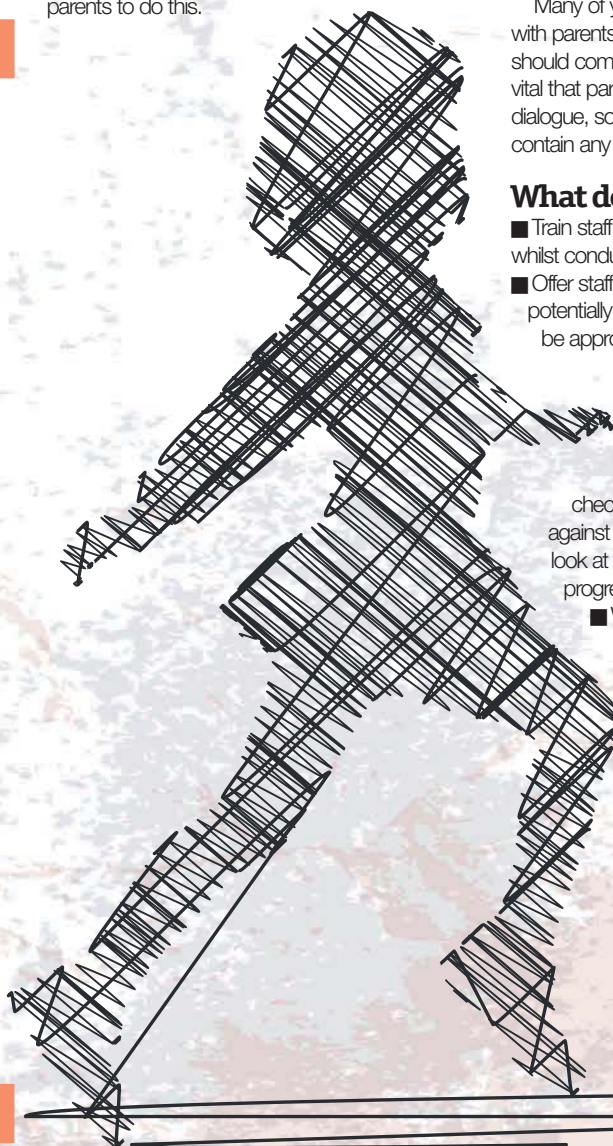 parents to do this.
Many of
with parents
should com
vital that par
dialogue, so
contain any
What de
■ Train staff
whilst condu
■ Offer staff
potentially
be appro
chec
against
look at
progre
■